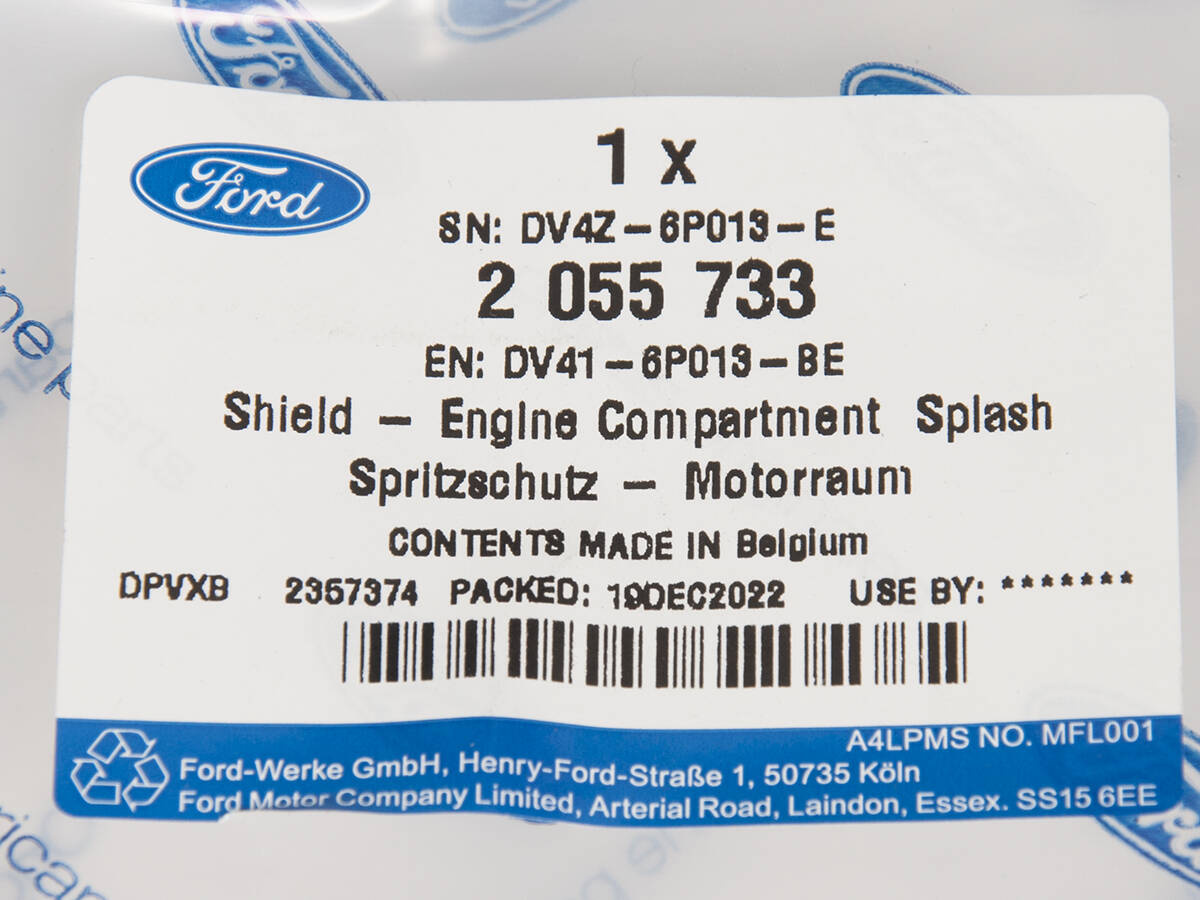 Ford
1 x
SN: DV4Z-6P013-E
2 055 733
EN: DV41-6P013-BE
Shield - Engine Compartment Splash
Spritzschutz - Motorraum
CONTENTS MADE IN Belgium
DPVXB 2357374 PACKED: 19DEC2022 USE BY: *******
A4LPMS NO. MFL001
Ford-Werke GmbH, Henry-Ford-Straße 1, 50735 Köln
Ford Motor Company Limited, Arterial Road, Laindon, Essex. SS15 6EE